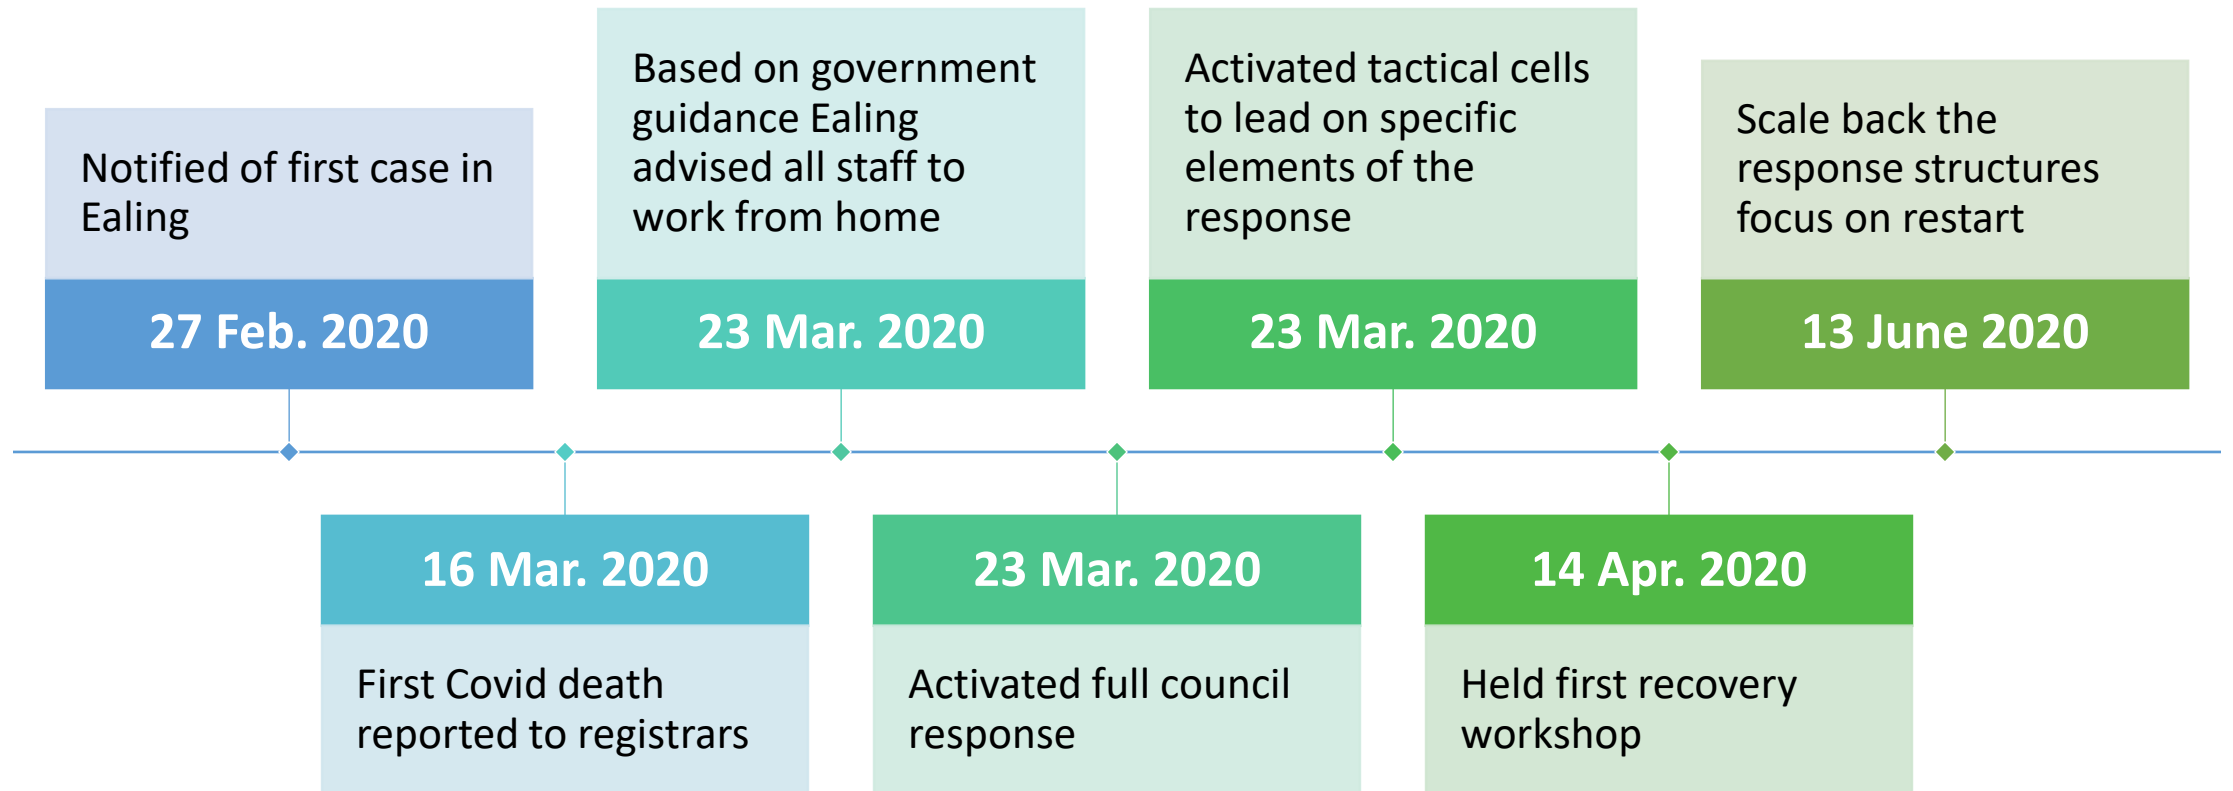 Notified of first case in
Ealing
27 Feb. 2020
16 Mar. 2020
First Covid death
reported to registrars
Based on government
guidance Ealing
advised all staff to
work from home
23 Mar. 2020
23 Mar. 2020
Activated full council
response
Activated tactical cells
to lead on specific
elements of the
response
23 Mar. 2020
14 Apr. 2020
Held first recovery
workshop
Scale back the
response structures
focus on restart
13 June 2020